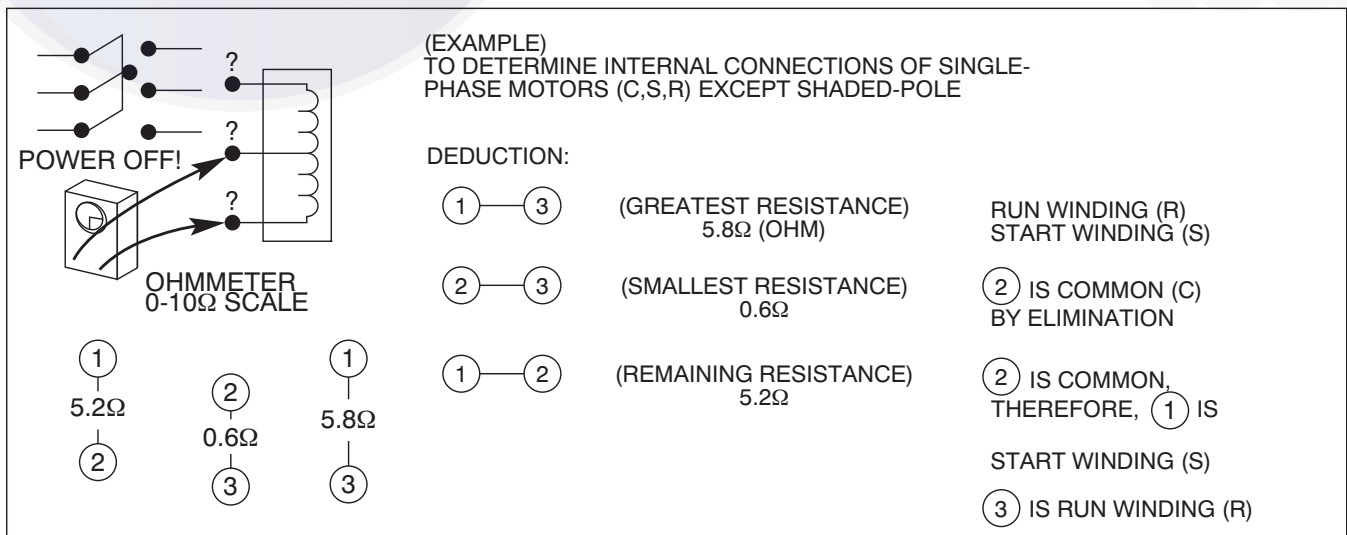 (EXAMPLE)
TO DETERMINE INTERNAL CONNECTIONS OF SINGLE-
PHASE MOTORS (C,S,R) EXCEPT SHADED-POLE
?
?
?
POWER OFF!
OHMMETER
0-10Ω SCALE
1
5.2Ω
2
2
0.6Ω
3
1
5.8Ω
3
DEDUCTION:
1 3 (GREATEST RESISTANCE) RUN WINDING (R)
5.8Ω (OHM) START WINDING (S)
2 3 (SMALLEST RESISTANCE) 2 IS COMMON (C)
0.6Ω BY ELIMINATION
1 2 (REMAINING RESISTANCE) 2 IS COMMON,
5.2Ω THEREFORE, 1 IS
START WINDING (S)
3 IS RUN WINDING (R)